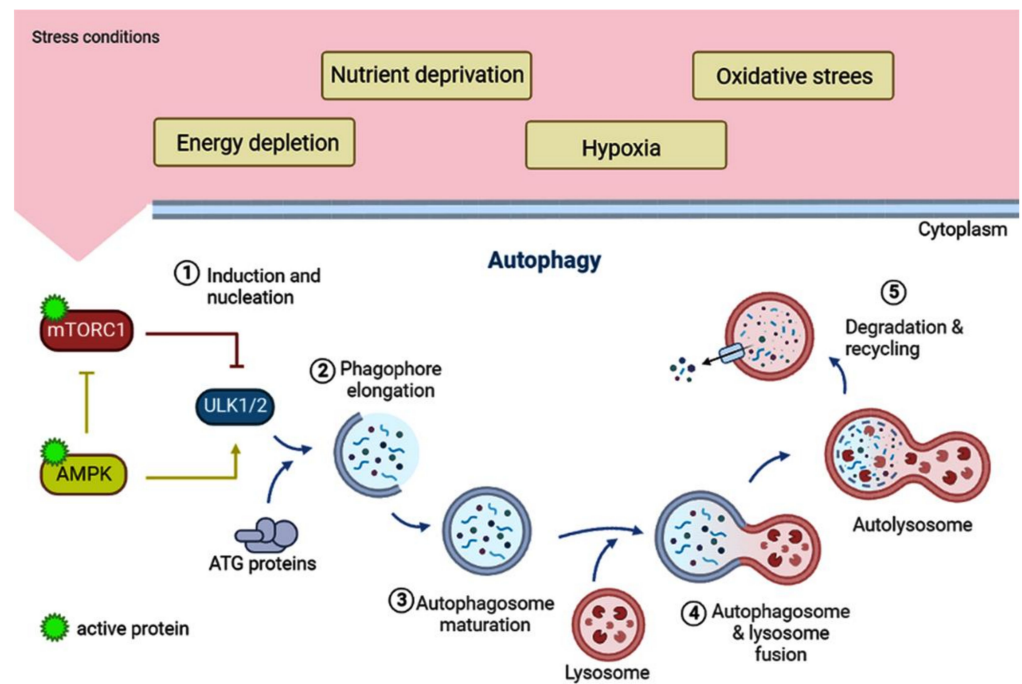 Stress conditions
Nutrient deprivation
Oxidative strees
Energy depletion
Hypoxia
Cytoplasm
Autophagy
1 Induction and
nucleation
mTORC1
2 Phagophore
elongation
ULK1/2
AMPK
ATG proteins
3 Autophagosome
maturation
Lysosome
4 Autophagosome
& lysosome
fusion
Autolysosome
5
Degradation &
recycling
active protein